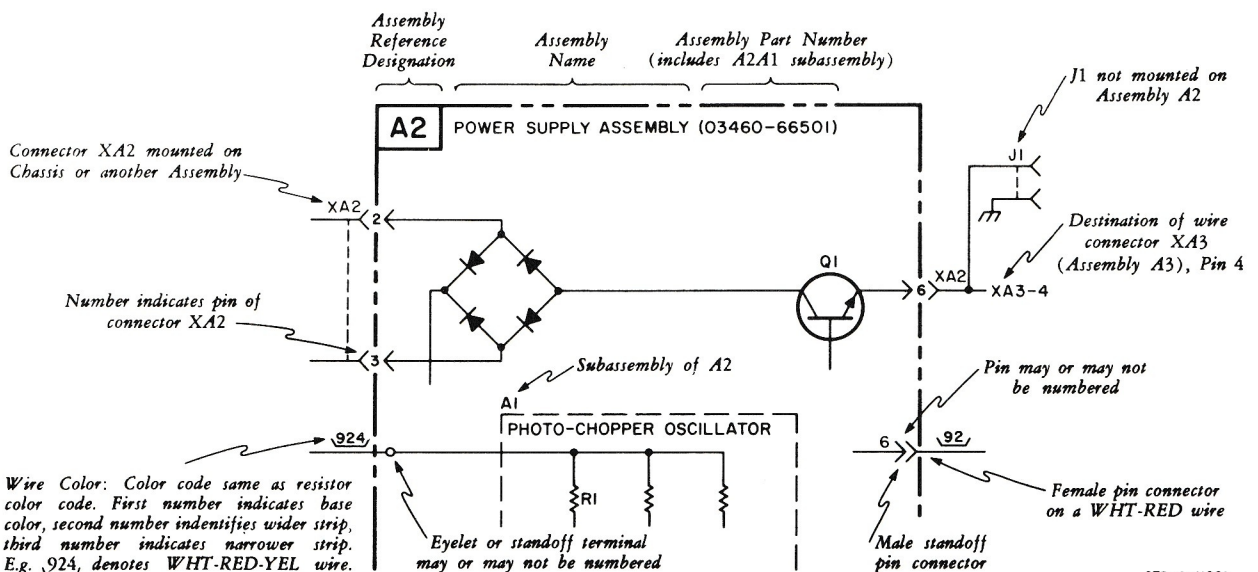 Assembly
Reference
Designation
Assembly
Name
Assembly Part Number
(includes A2A1 subassembly)
J1 not mounted on
Assembly A2
A2
POWER SUPPLY ASSEMBLY (03460-66501)
Connector XA2 mounted on
Chassis or another Assembly
J1
XA2
2
Destination of wire
connector XA3
(Assembly A3), Pin 4
Q1
6
XA2
XA3-4
Number indicates pin of
connector XA2
3
Subassembly of A2
Pin may or may not
be numbered
A1
PHOTO-CHOPPER OSCILLATOR
924
6
92
R1
Wire Color: Color code same as resistor
color code. First number indicates base
color, second number indentifies wider strip,
third number indicates narrower strip.
E.g. ,924, denotes WHT-RED-YEL wire.
Eyelet or standoff terminal
may or may not be numbered
Male standoff
pin connector
Female pin connector
on a WHT-RED wire